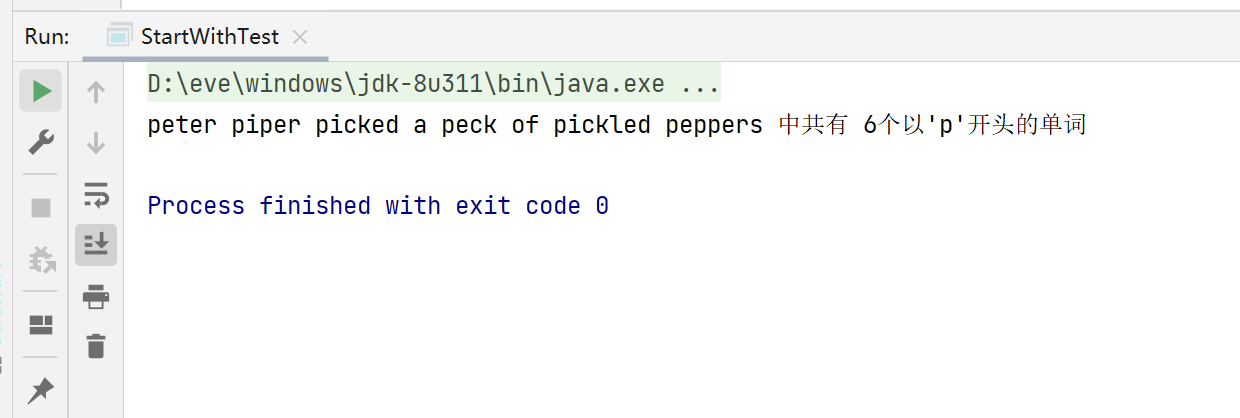 Run: StartWithTest
D:\eve\windows\jdk-8u311\bin\java.exe ...
peter piper picked a peck of pickled peppers 中共有 6个以'p'开头的单词
Process finished with exit code 0